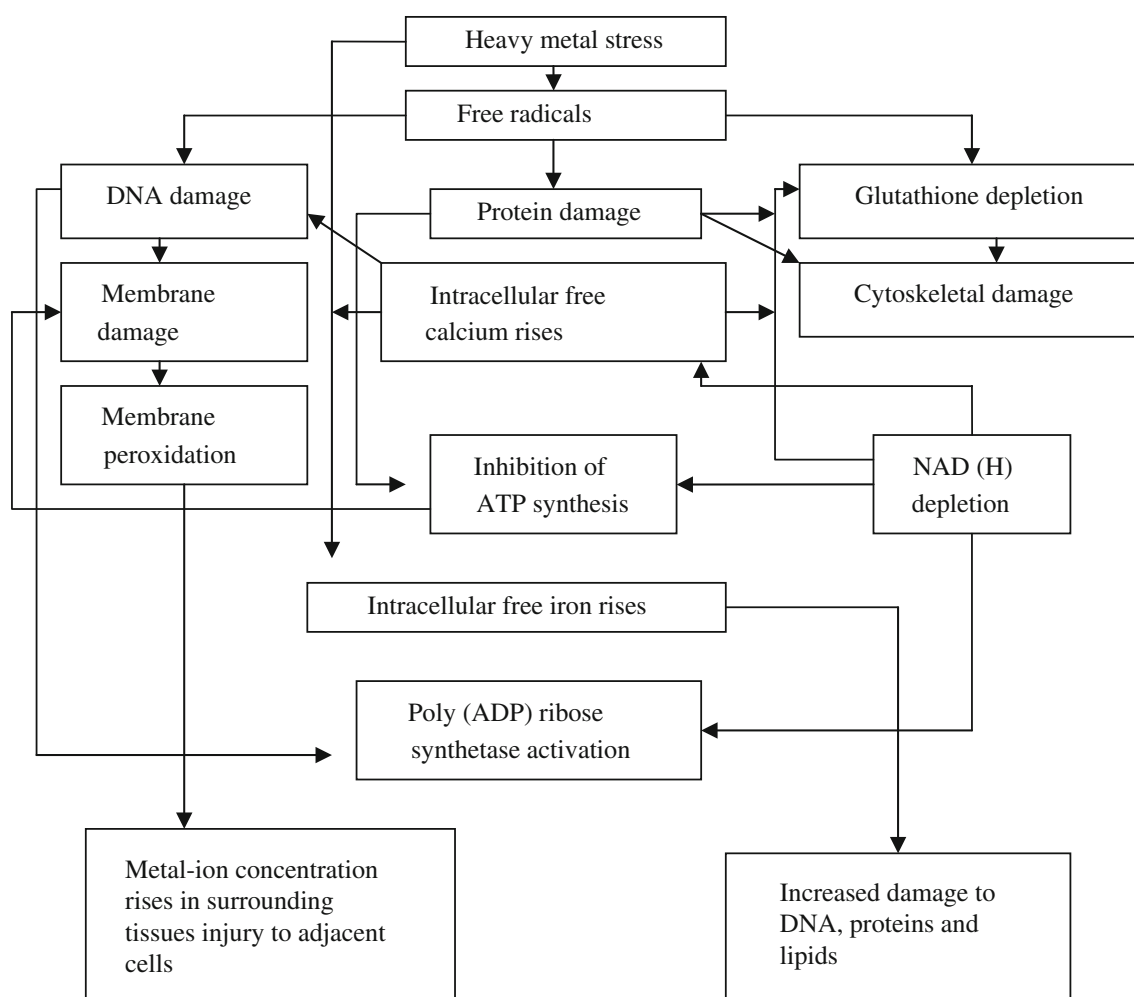 Heavy metal stress
Free radicals
DNA damage
Protein damage
Glutathione depletion
Membrane
damage
Intracellular free
calcium rises
Cytoskeletal damage
Membrane
peroxidation
Inhibition of
ATP synthesis
NAD (H)
depletion
Intracellular free iron rises
Poly (ADP) ribose
synthetase activation
Metal-ion concentration
rises in surrounding
tissues injury to adjacent
cells
Increased damage to
DNA, proteins and
lipids